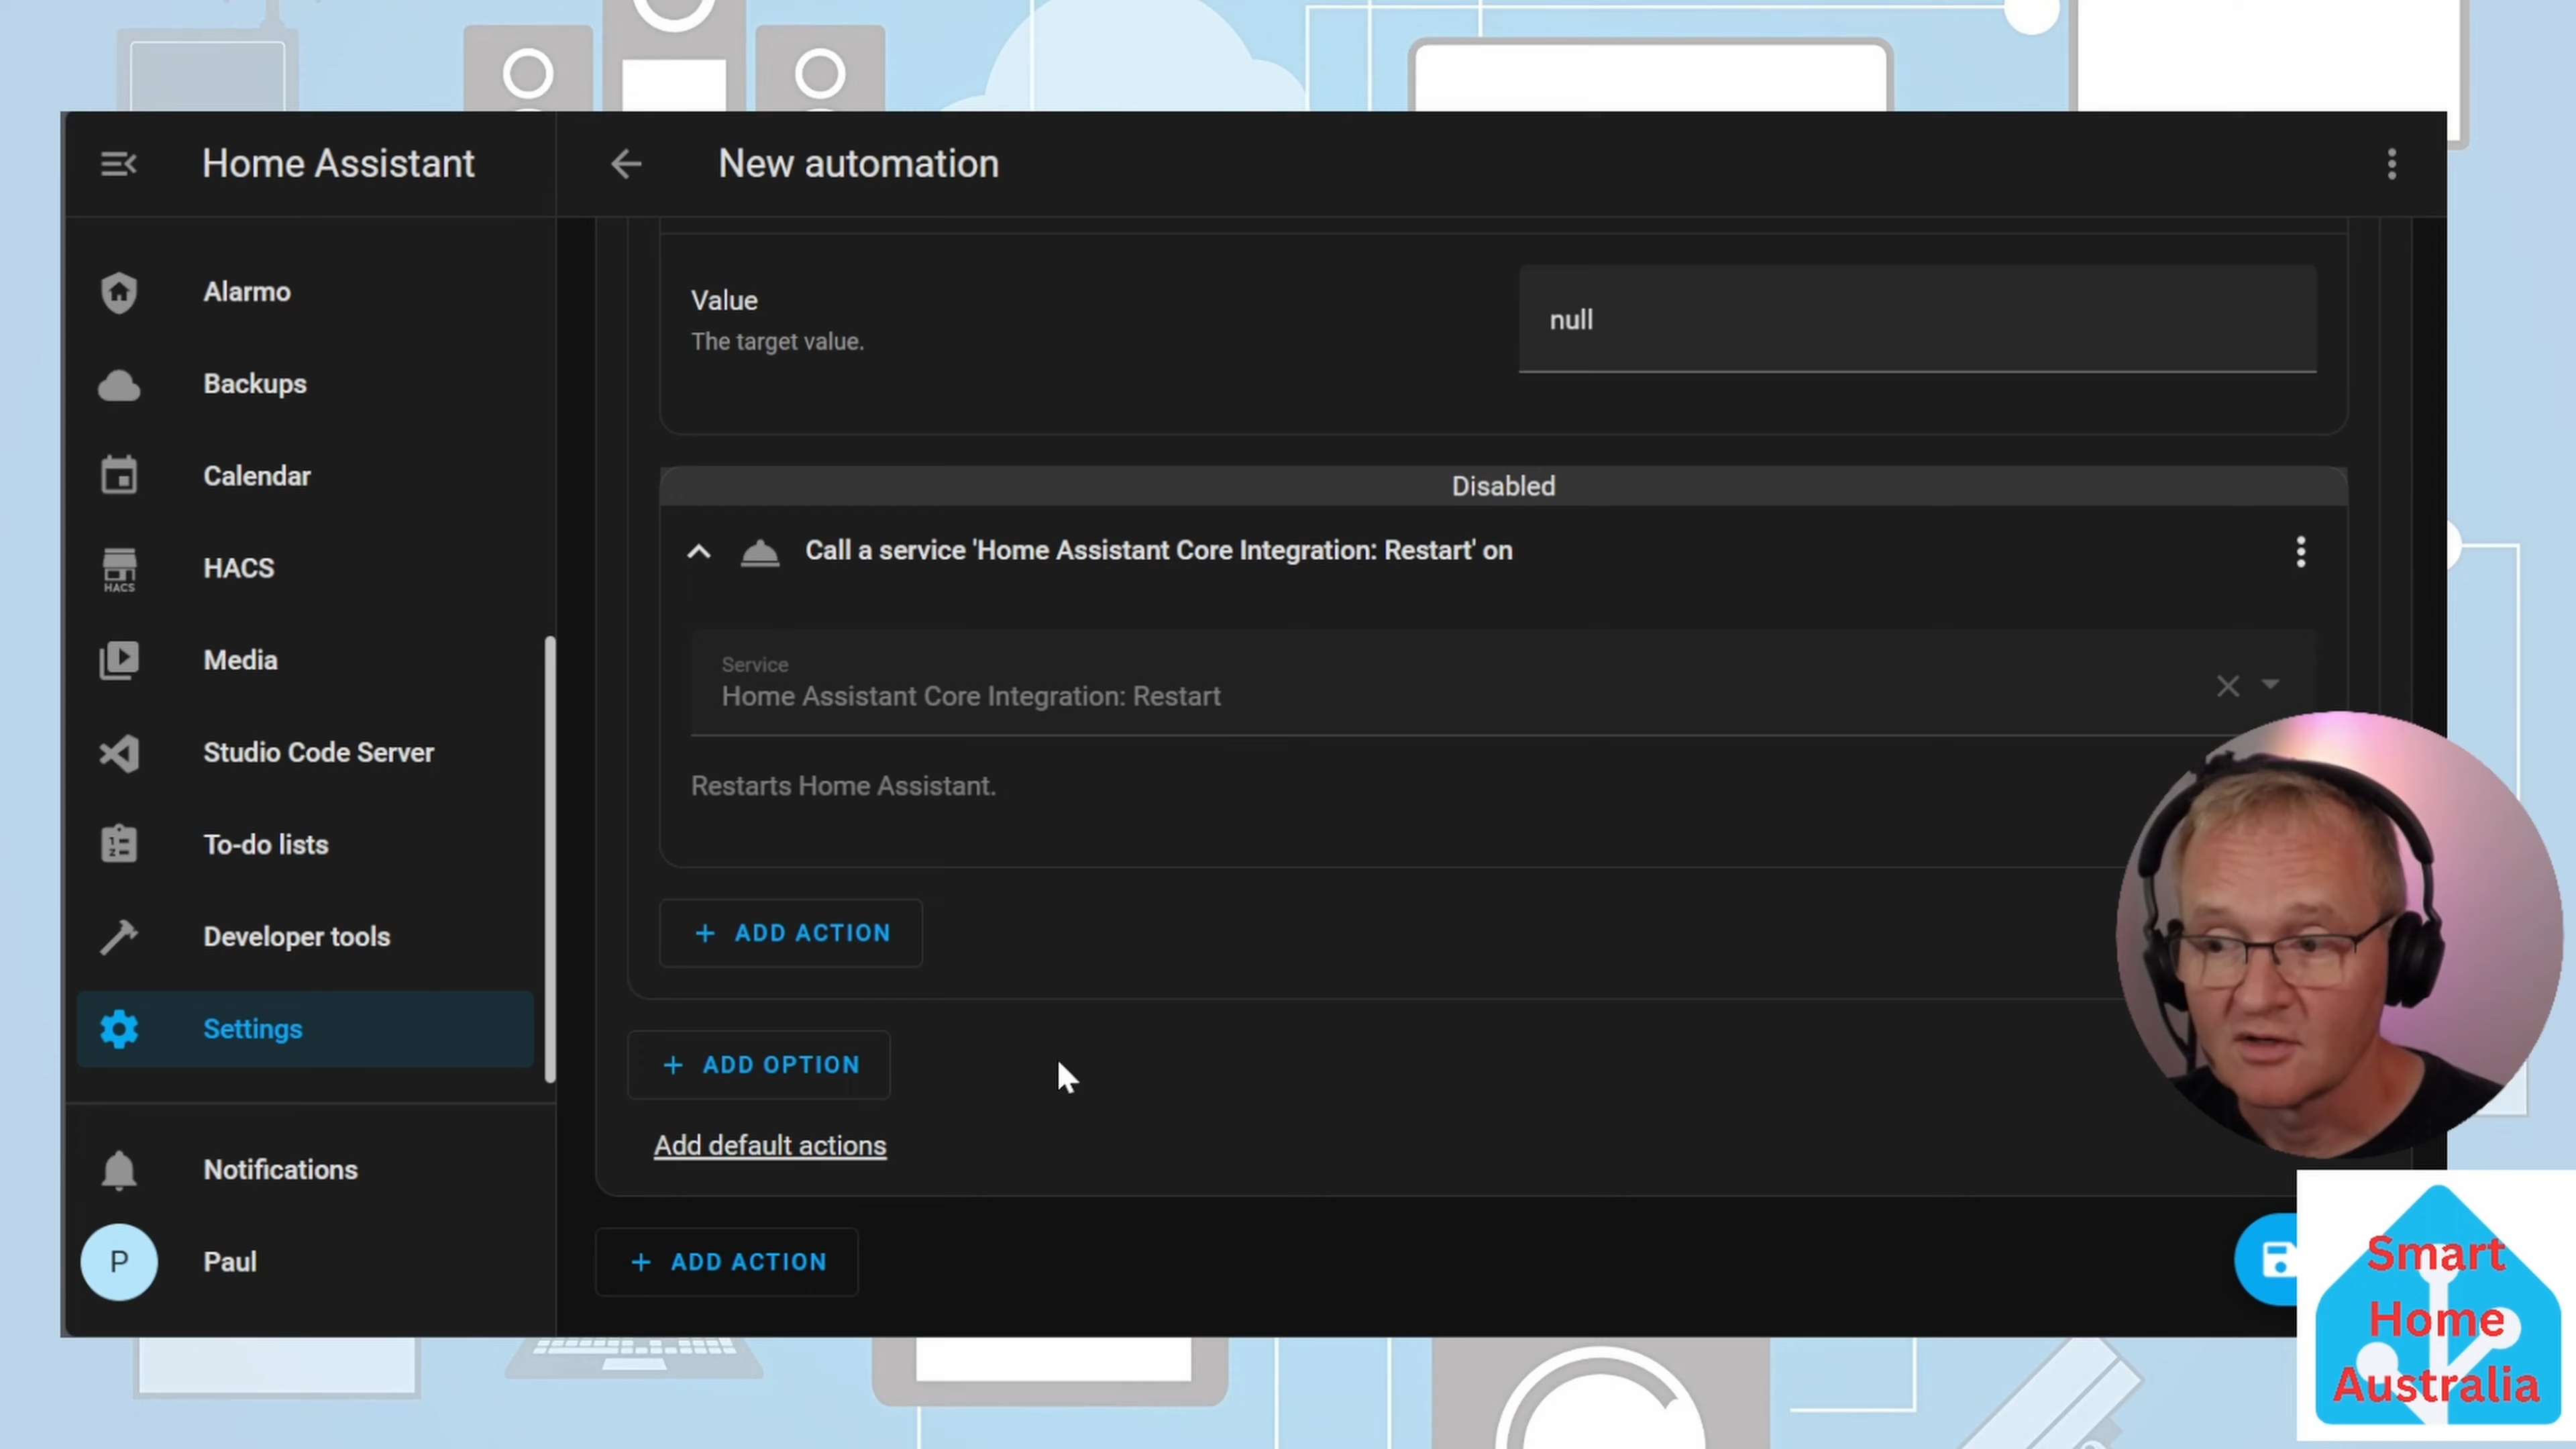 Home Assistant
New automation
Alarmo
Backups
Calendar
HACS
HACS
Media
Studio Code Server
To-do lists
Developer tools
Settings
Notifications
P
Paul
Value
The target value.
null
Disabled
Call a service 'Home Assistant Core Integration: Restart' on
Service
Home Assistant Core Integration: Restart
Restarts Home Assistant.
+ ADD ACTION
+ ADD OPTION
Add default actions
+ ADD ACTION
Smart
Home
Australia